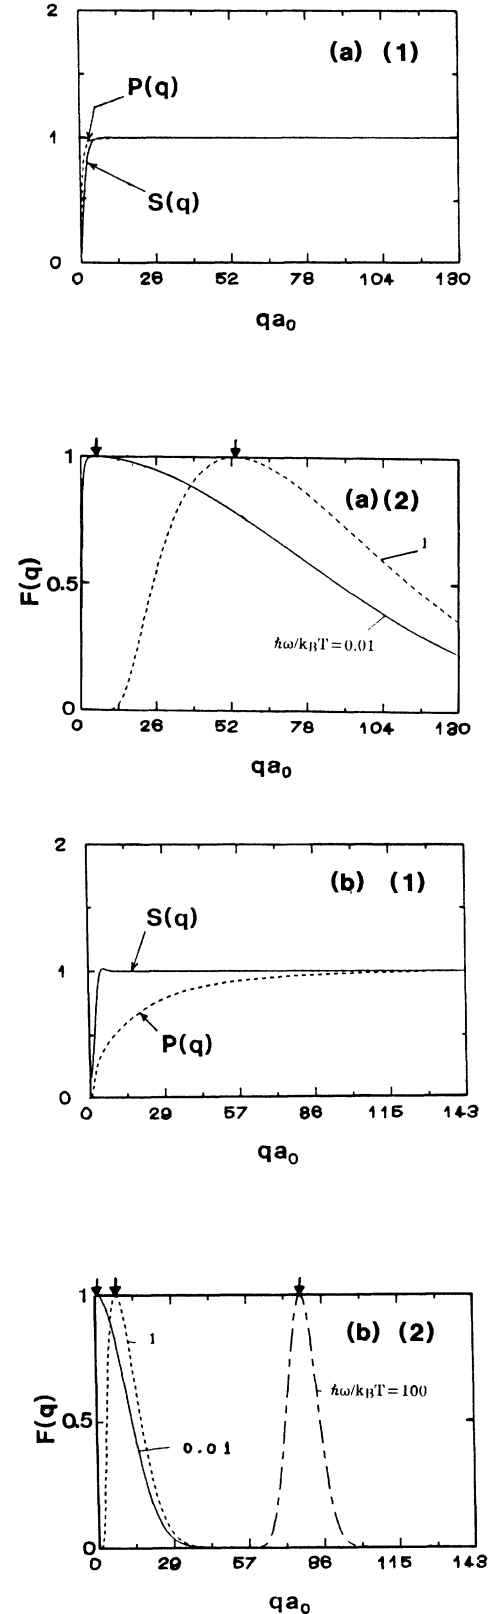 2
(a) (1)
P(q)
1
S(q)
0
0 26 52 78 104 130
qa0
1
(a)(2)
1
F(q)
0.5
ħω/kBT=0.01
0
0 26 52 78 104 130
qa0
2
(b) (1)
S(q)
1
P(q)
0
0 29 57 86 115 143
qa0
1
(b) (2)
1
ħω/kBT=100
F(q)
0.5
0.01
0
0 29 57 86 115 143
qa0